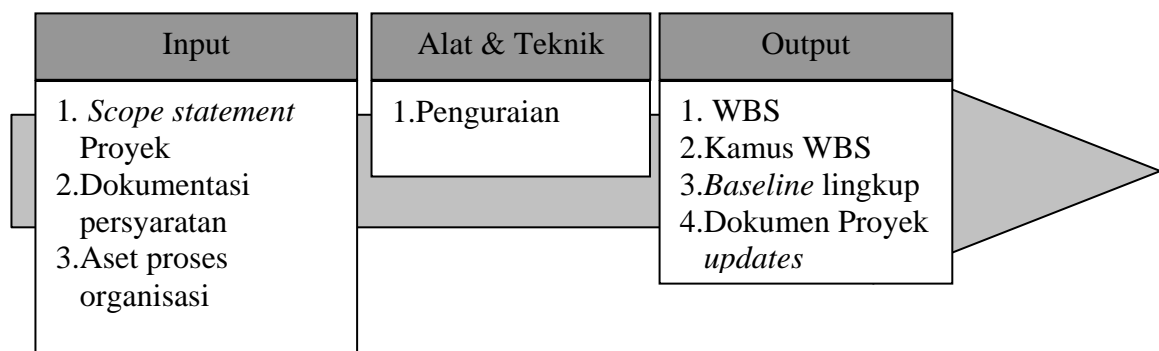 Input
1. Scope statement
Proyek
2.Dokumentasi
persyaratan
3.Aset proses
organisasi
Alat & Teknik
1.Penguraian
Output
1. WBS
2.Kamus WBS
3.Baseline lingkup
4.Dokumen Proyek
updates